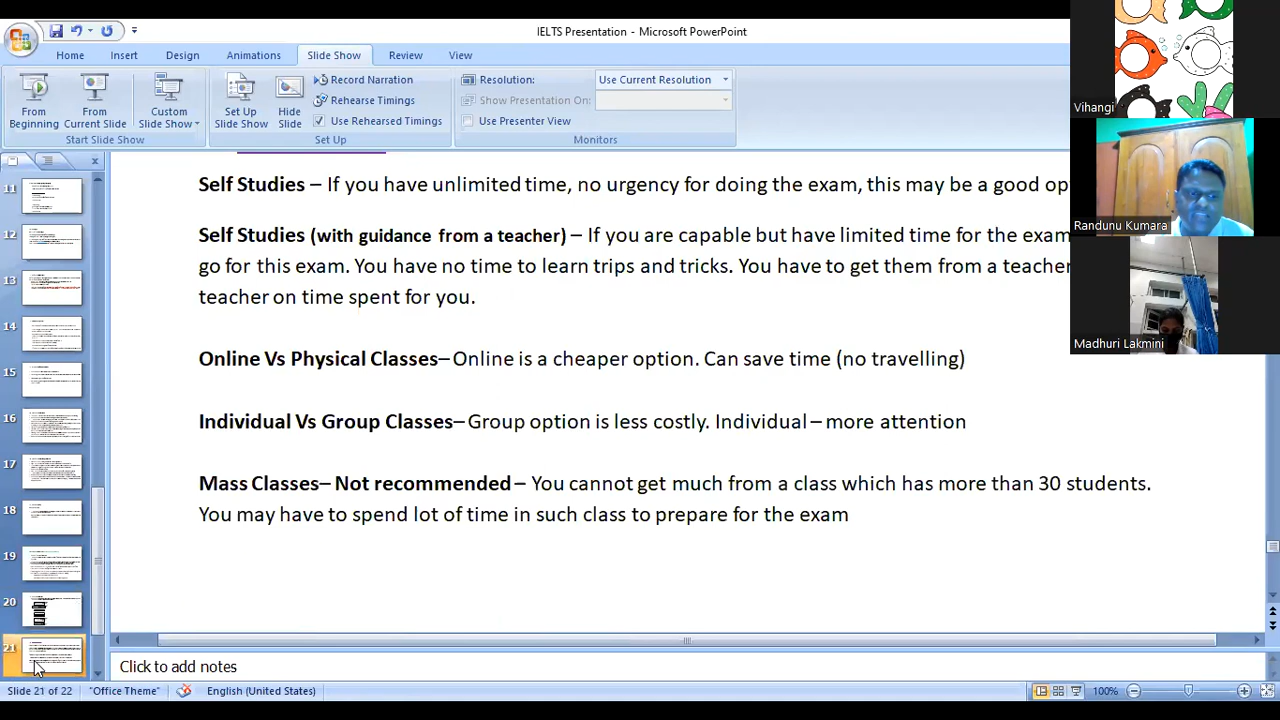 IELTS Presentation - Microsoft PowerPoint
Home Insert Design Animations Slide Show Review View
From Beginning
From Current Slide
Custom Slide Show
Start Slide Show
Set Up Slide Show
Hide Slide
Record Narration
Rehearse Timings
Use Rehearsed Timings
Set Up
Resolution: Use Current Resolution
Show Presentation On:
Use Presenter View
Monitors
Vihangi
Randunu Kumara
Madhuri Lakmini
11
12
13
14
15
16
17
18
19
20
21
Self Studies – If you have unlimited time, no urgency for doing the exam, this may be a good
Self Studies (with guidance from a teacher) – If you are capable but have limited time for the exam
go for this exam. You have no time to learn trips and tricks. You have to get them from a teacher
teacher on time spent for you.
Online Vs Physical Classes– Online is a cheaper option. Can save time (no travelling)
Individual Vs Group Classes– Group option is less costly. Individual – more attention
Mass Classes– Not recommended – You cannot get much from a class which has more than 30 students.
You may have to spend lot of time in such class to prepare for the exam
Click to add notes
Slide 21 of 22 "Office Theme" English (United States) 100%